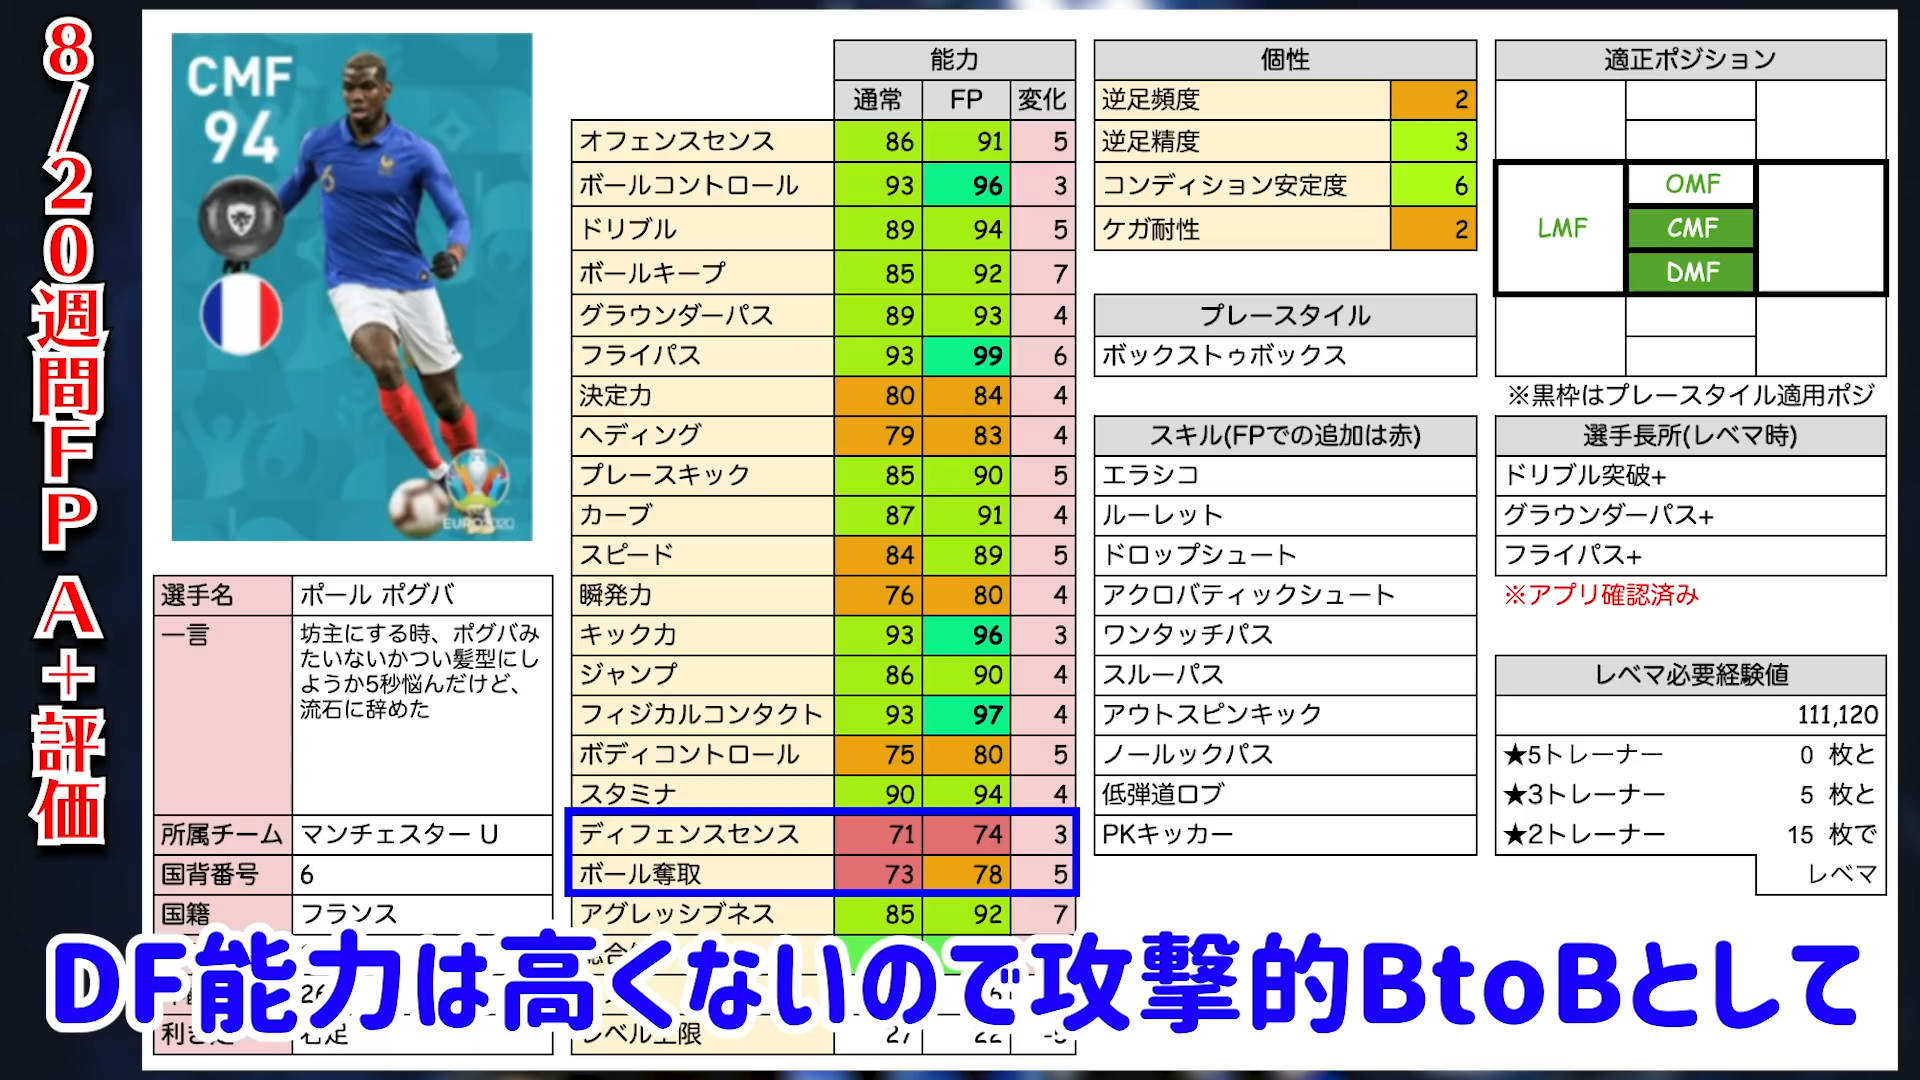 8/20週間FP A+評価
CMF
94
EURO2020
選手名 ポール ポグバ
一言 坊主にする時、ポグバみ
たいないかつい髪型にし
ようか5秒悩んだけど、
流石に辞めた
所属チーム マンチェスター U
国背番号 6
国籍 フランス
能力
通常 FP 変化
オフェンスセンス 86 91 5
ボールコントロール 93 96 3
ドリブル 89 94 5
ボールキープ 85 92 7
グラウンダーパス 89 93 4
フライパス 93 99 6
決定力 80 84 4
ヘディング 79 83 4
プレースキック 85 90 5
カーブ 87 91 4
スピード 84 89 5
瞬発力 76 80 4
キック力 93 96 3
ジャンプ 86 90 4
フィジカルコンタクト 93 97 4
ボディコントロール 75 80 5
スタミナ 90 94 4
ディフェンスセンス 71 74 3
ボール奪取 73 78 5
アグレッシブネス 85 92 7
個性
逆足頻度 2
逆足精度 3
コンディション安定度 6
ケガ耐性 2
プレースタイル
ボックストゥボックス
スキル(FPでの追加は赤)
エラシコ
ルーレット
ドロップシュート
アクロバティックシュート
ワンタッチパス
スルーパス
アウトスピンキック
ノールックパス
低弾道ロブ
PKキッカー
適正ポジション
OMF
LMF CMF
DMF
※黒枠はプレースタイル適用ポジ
選手長所(レベマ時)
ドリブル突破+
グラウンダーパス+
フライパス+
※アプリ確認済み
レベマ必要経験値
111,120
★5トレーナー 0 枚と
★3トレーナー 5 枚と
★2トレーナー 15 枚で
レベマ
DF能力は高くないので攻撃的BtoBとして